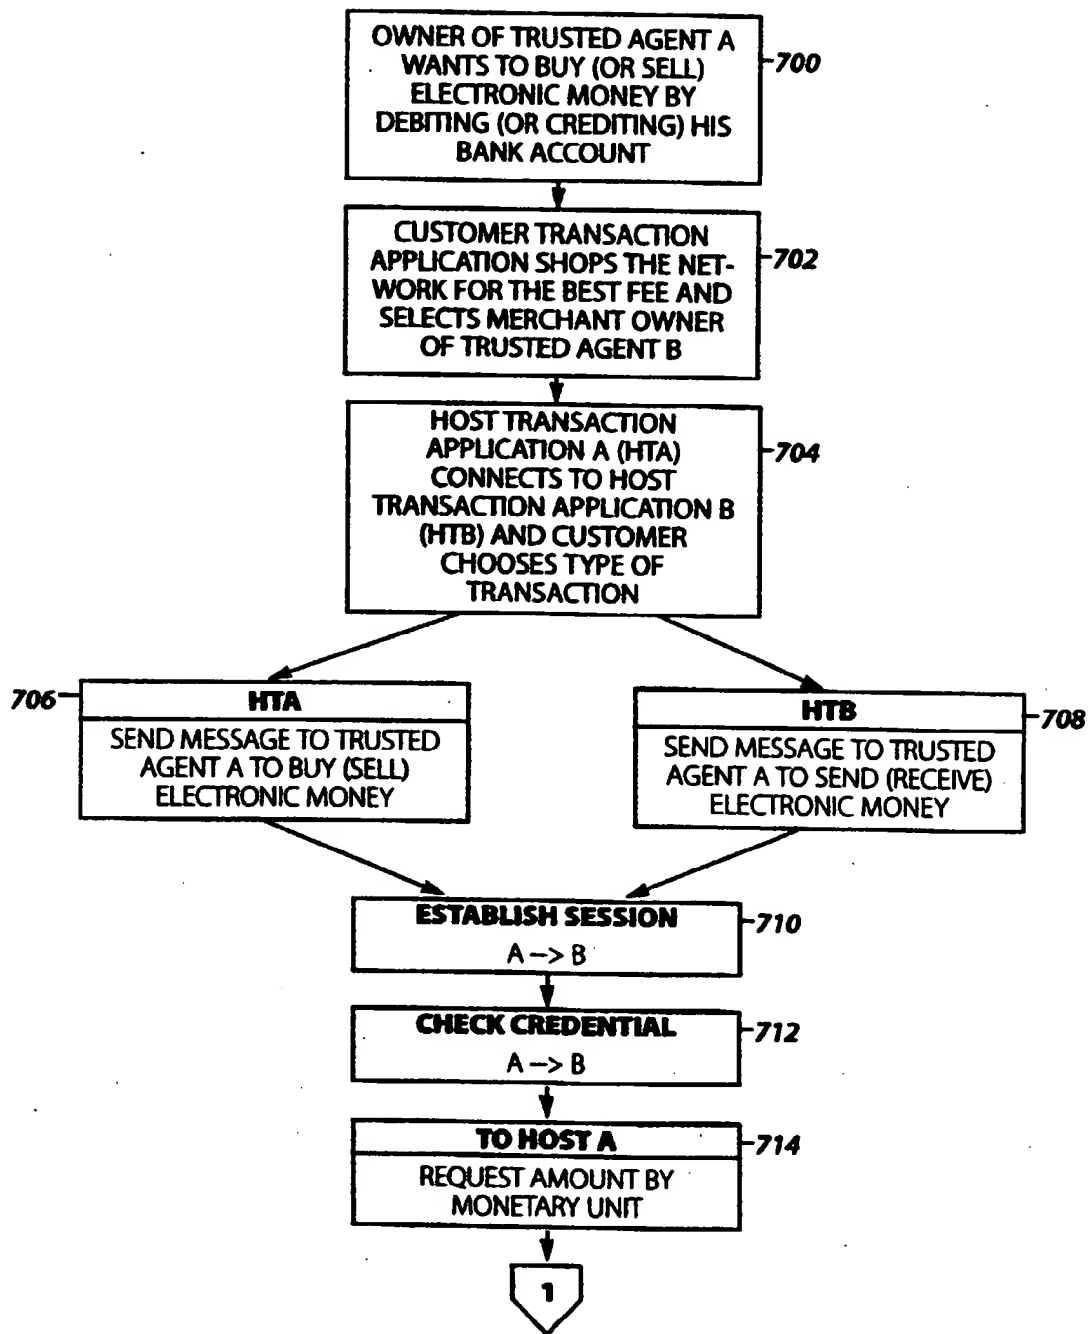 OWNER OF TRUSTED AGENT A
WANTS TO BUY (OR SELL)
ELECTRONIC MONEY BY
DEBITING (OR CREDITING) HIS
BANK ACCOUNT
700
CUSTOMER TRANSACTION
APPLICATION SHOPS THE NET-
WORK FOR THE BEST FEE AND
SELECTS MERCHANT OWNER
OF TRUSTED AGENT B
702
HOST TRANSACTION
APPLICATION A (HTA)
CONNECTS TO HOST
TRANSACTION APPLICATION B
(HTB) AND CUSTOMER
CHOOSES TYPE OF
TRANSACTION
704
706
HTA
SEND MESSAGE TO TRUSTED
AGENT A TO BUY (SELL)
ELECTRONIC MONEY
HTB
708
SEND MESSAGE TO TRUSTED
AGENT A TO SEND (RECEIVE)
ELECTRONIC MONEY
ESTABLISH SESSION
710
A --> B
CHECK CREDENTIAL
712
A --> B
TO HOST A
714
REQUEST AMOUNT BY
MONETARY UNIT
1